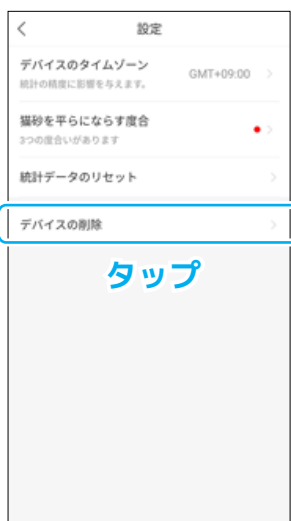 設定
デバイスのタイムゾーン
GMT+09:00
統計の精度に影響を与えます。
猫砂を平らにならす度合
3つの度合いがあります
統計データのリセット
デバイスの削除
タップ